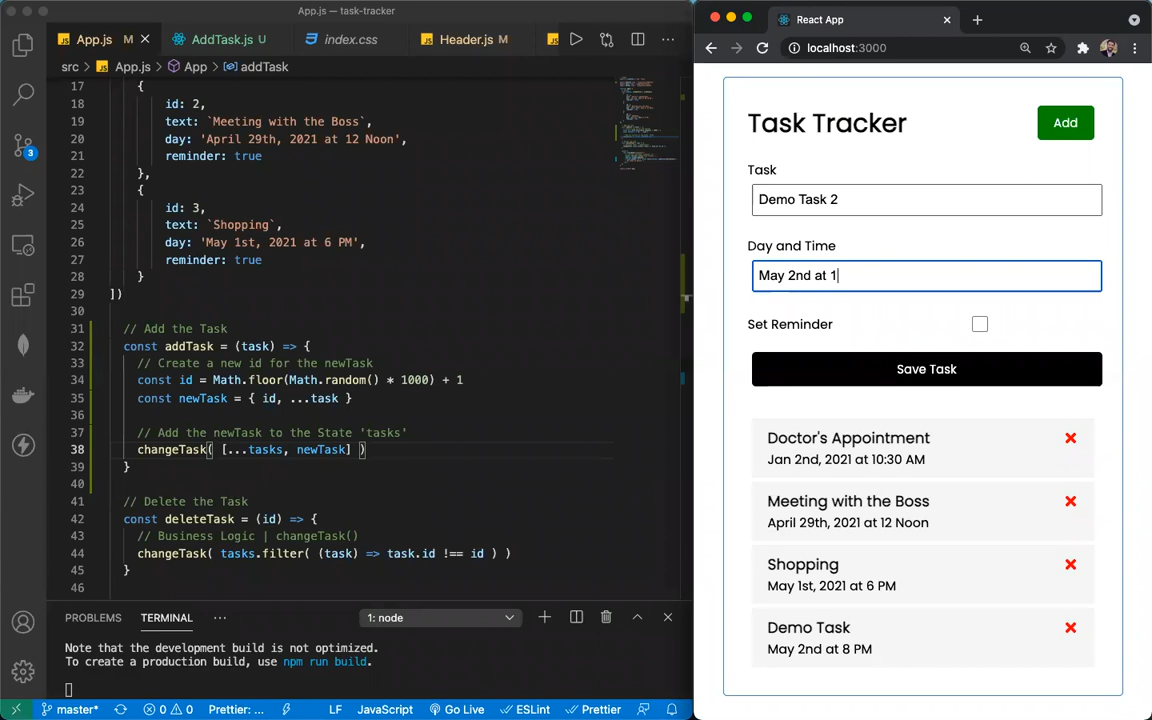 App.js — task-tracker
App.js M
AddTask.js U
index.css
Header.js M
src > App.js > App > addTask
17 {
18 id: 2,
19 text: `Meeting with the Boss`,
20 day: 'April 29th, 2021 at 12 Noon',
21 reminder: true
22 },
23 {
24 id: 3,
25 text: `Shopping`,
26 day: 'May 1st, 2021 at 6 PM',
27 reminder: true
28 }
29 ])
30
31 // Add the Task
32 const addTask = (task) => {
33 // Create a new id for the newTask
34 const id = Math.floor(Math.random() * 1000) + 1
35 const newTask = { id, ...task }
36
37 // Add the newTask to the State 'tasks'
38 changeTask( [...tasks, newTask] )
39 }
40
41 // Delete the Task
42 const deleteTask = (id) => {
43 // Business Logic | changeTask()
44 changeTask( tasks.filter( (task) => task.id !== id ) )
45 }
46
3
PROBLEMS
TERMINAL
...
1: node
Note that the development build is not optimized.
To create a production build, use npm run build.
master*
0 0
Prettier: ...
LF
JavaScript
Go Live
ESLint
Prettier
React App
localhost:3000
Task Tracker
Add
Task
Demo Task 2
Day and Time
May 2nd at 1
Set Reminder
Save Task
Doctor's Appointment
Jan 2nd, 2021 at 10:30 AM
Meeting with the Boss
April 29th, 2021 at 12 Noon
Shopping
May 1st, 2021 at 6 PM
Demo Task
May 2nd at 8 PM